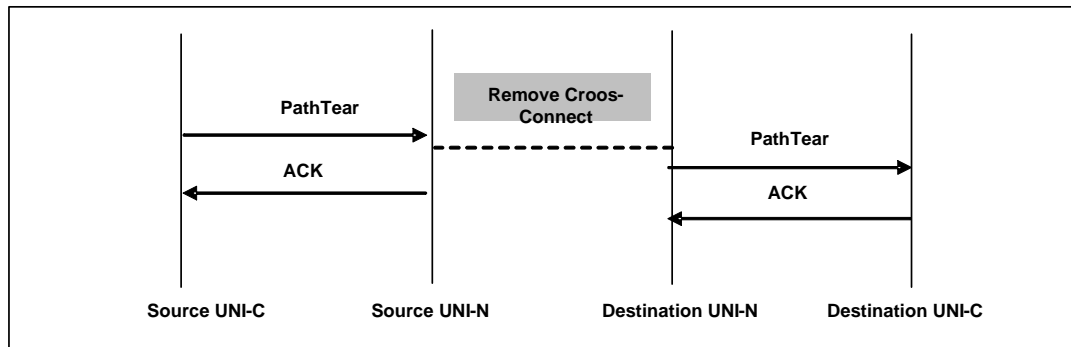 Remove Croos-
Connect
PathTear
PathTear
ACK
ACK
Source UNI-C
Source UNI-N
Destination UNI-N
Destination UNI-C